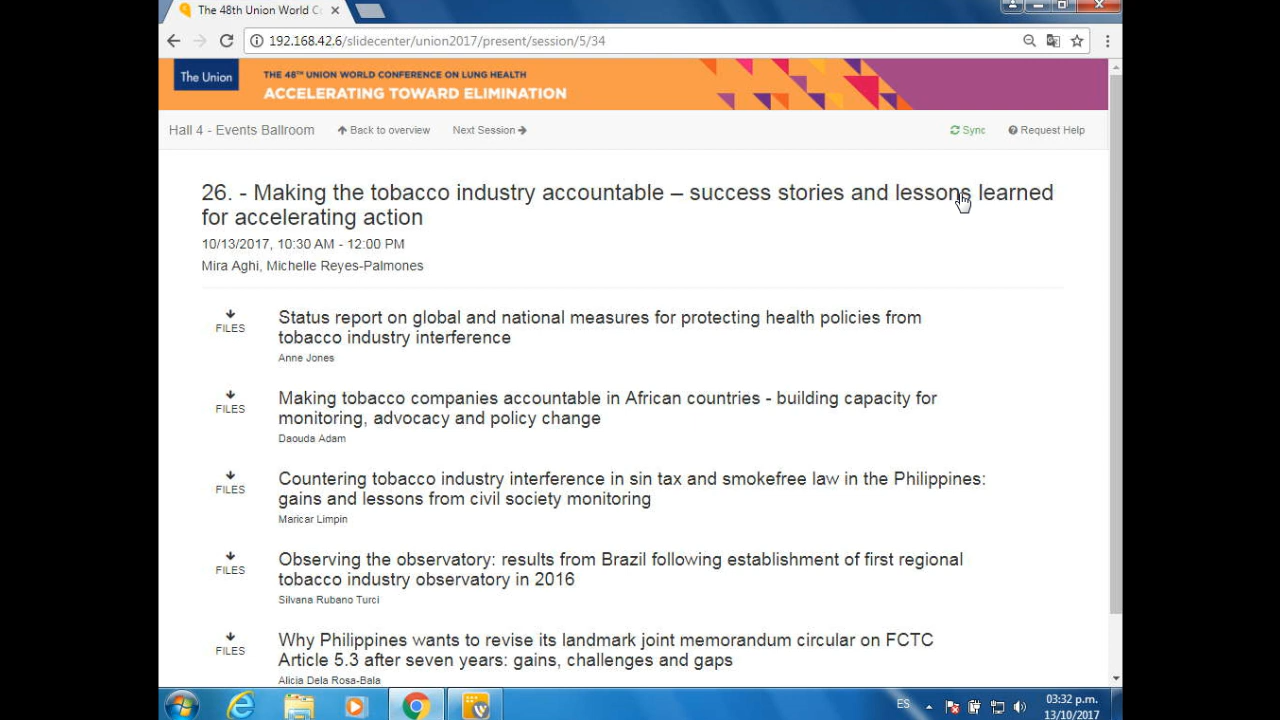 The 48th Union World C
192.168.42.6/slidecenter/union2017/present/session/5/34
The Union
THE 48TH UNION WORLD CONFERENCE ON LUNG HEALTH
ACCELERATING TOWARD ELIMINATION
Hall 4 - Events Ballroom Back to overview Next Session Sync Request Help
26. - Making the tobacco industry accountable – success stories and lessons learned
for accelerating action
10/13/2017, 10:30 AM - 12:00 PM
Mira Aghi, Michelle Reyes-Palmones
FILES
Status report on global and national measures for protecting health policies from
tobacco industry interference
Anne Jones
FILES
Making tobacco companies accountable in African countries - building capacity for
monitoring, advocacy and policy change
Daouda Adam
FILES
Countering tobacco industry interference in sin tax and smokefree law in the Philippines:
gains and lessons from civil society monitoring
Maricar Limpin
FILES
Observing the observatory: results from Brazil following establishment of first regional
tobacco industry observatory in 2016
Silvana Rubano Turci
FILES
Why Philippines wants to revise its landmark joint memorandum circular on FCTC
Article 5.3 after seven years: gains, challenges and gaps
Alicia Dela Rosa-Bala
ES
03:32 p.m.
13/10/2017